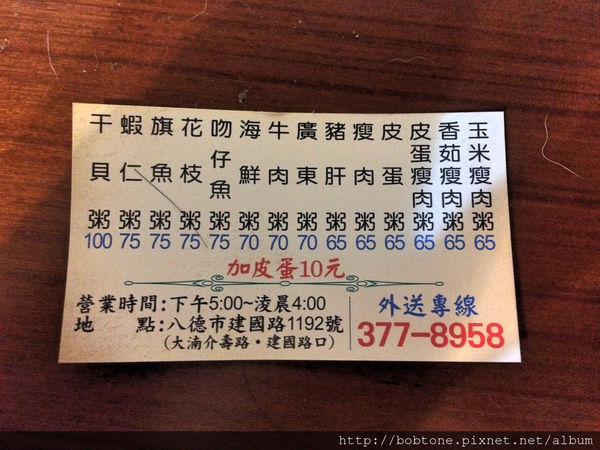 干貝粥 100
蝦仁粥 75
旗魚粥 75
花枝粥 75
吻仔魚粥 75
海鮮粥 70
牛肉粥 70
廣東粥 70
豬肝粥 65
瘦肉粥 65
皮蛋粥 65
皮蛋瘦肉粥 65
香茹瘦肉粥 65
玉米瘦肉粥 65
加皮蛋10元
營業時間:下午5:00~淩晨4:00
地 點:八德市建國路1192號
(大湳介壽路・建國路口)
外送專線
377-8958
http://bobtone.pixnet.net/album